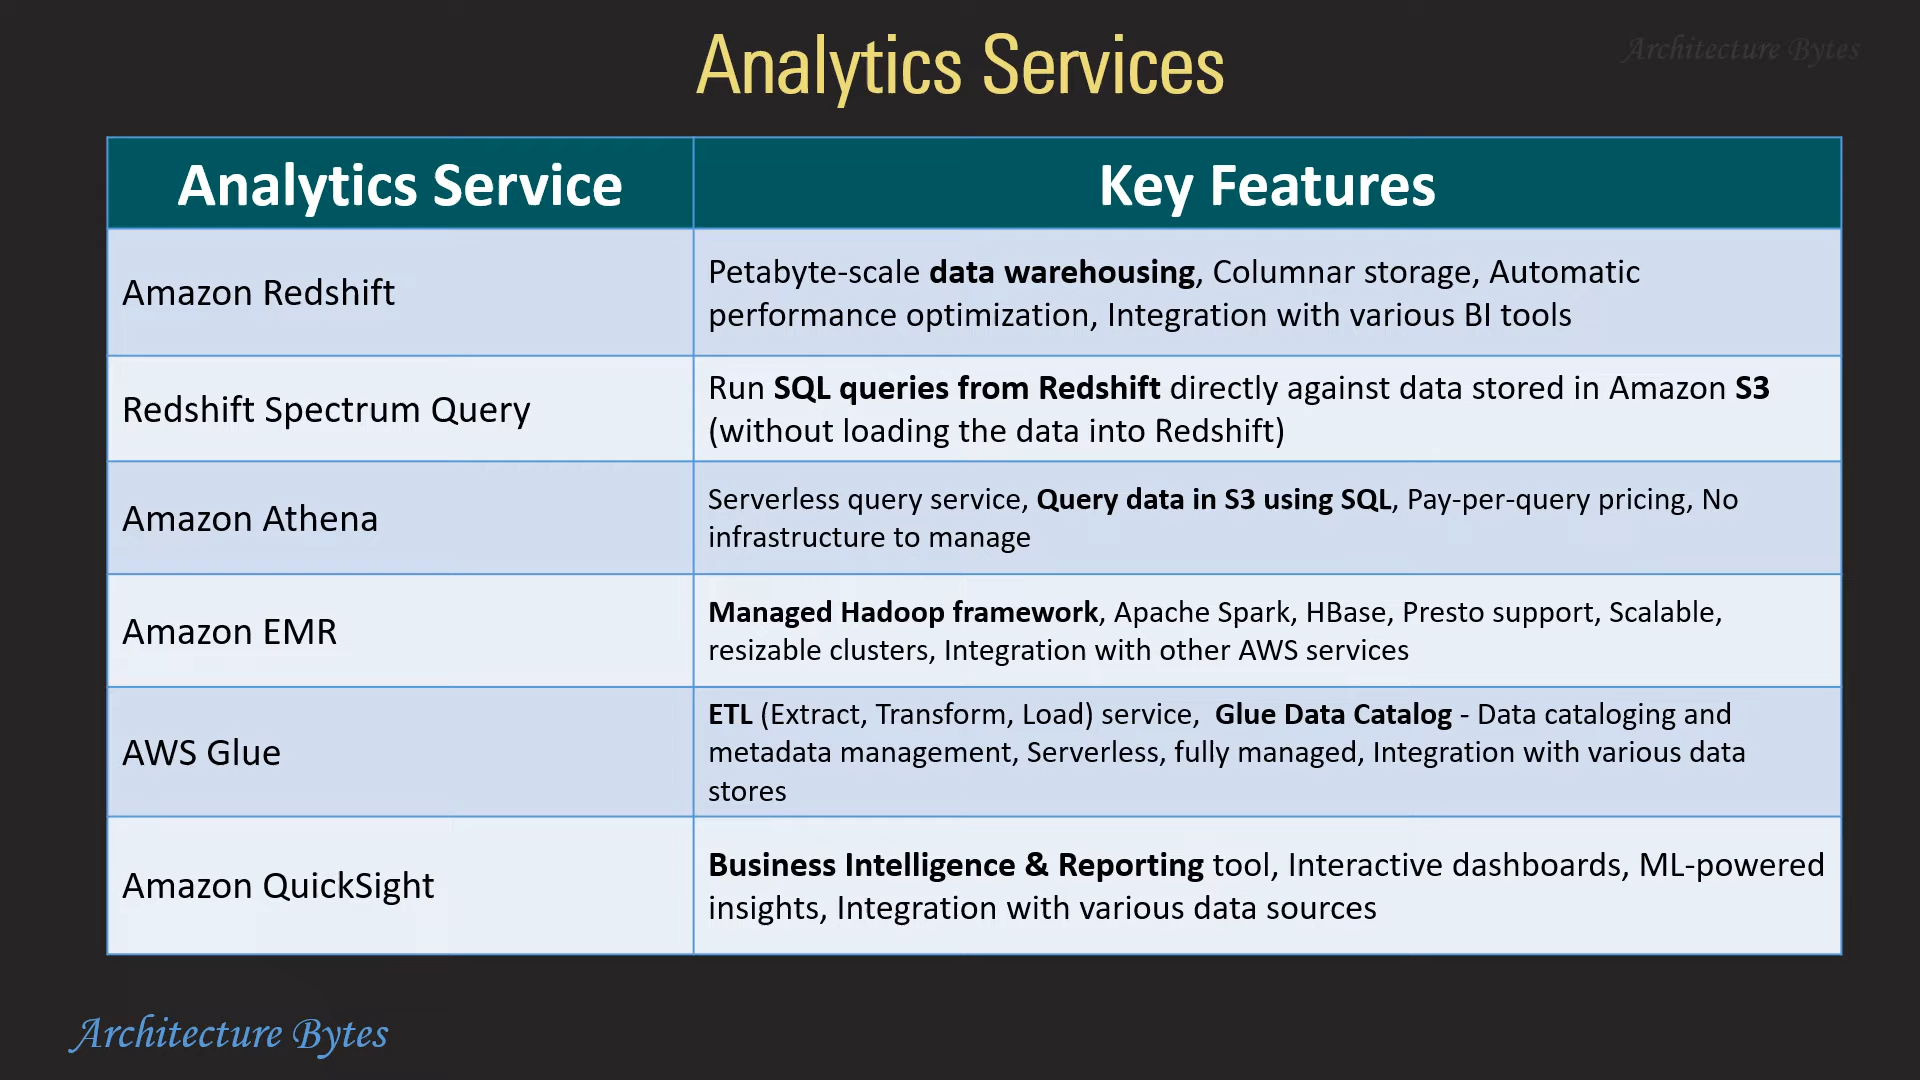 Analytics Services
Architecture Bytes
Analytics Service
Key Features
Amazon Redshift
Petabyte-scale data warehousing, Columnar storage, Automatic
performance optimization, Integration with various BI tools
Redshift Spectrum Query
Run SQL queries from Redshift directly against data stored in Amazon S3
(without loading the data into Redshift)
Amazon Athena
Serverless query service, Query data in S3 using SQL, Pay-per-query pricing, No
infrastructure to manage
Amazon EMR
Managed Hadoop framework, Apache Spark, HBase, Presto support, Scalable,
resizable clusters, Integration with other AWS services
AWS Glue
ETL (Extract, Transform, Load) service, Glue Data Catalog - Data cataloging and
metadata management, Serverless, fully managed, Integration with various data
stores
Amazon QuickSight
Business Intelligence & Reporting tool, Interactive dashboards, ML-powered
insights, Integration with various data sources
Architecture Bytes